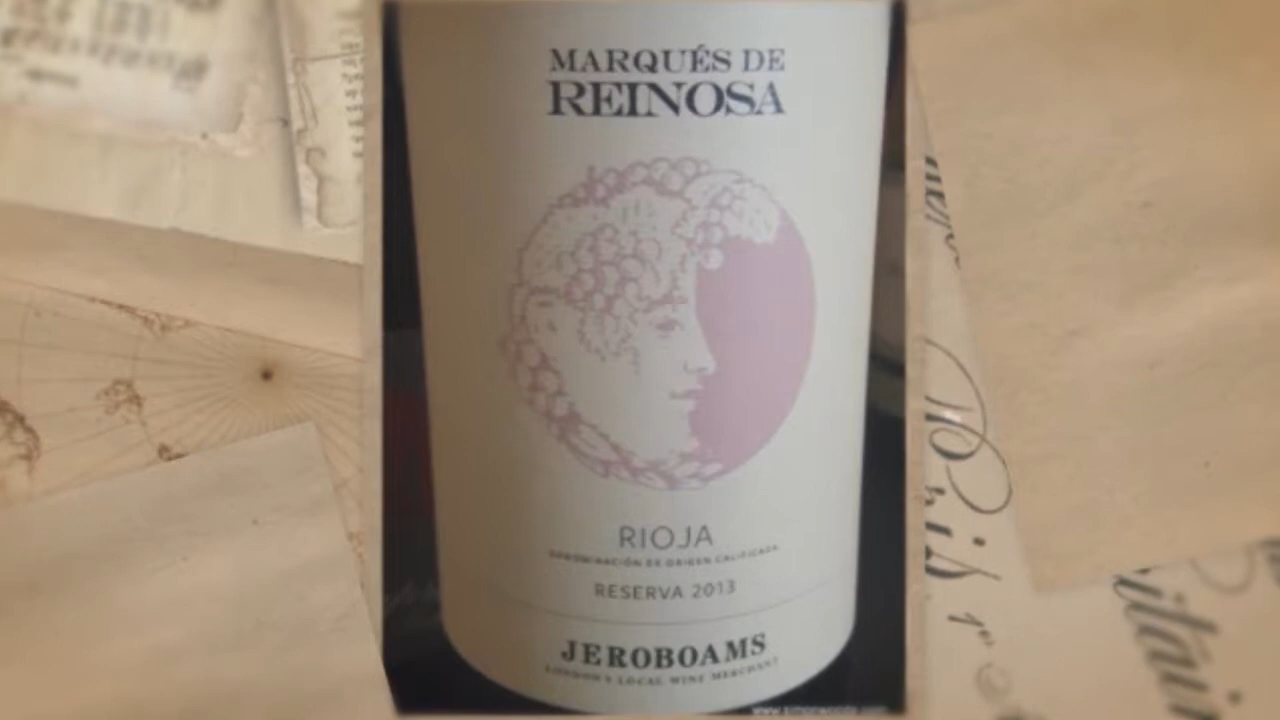 MARQUÉS DE
REINOSA
RIOJA
DENOMINACIÓN DE ORIGEN CALIFICADA
RESERVA 2013
JEROBOAMS
LONDON'S LOCAL WINE MERCHANT